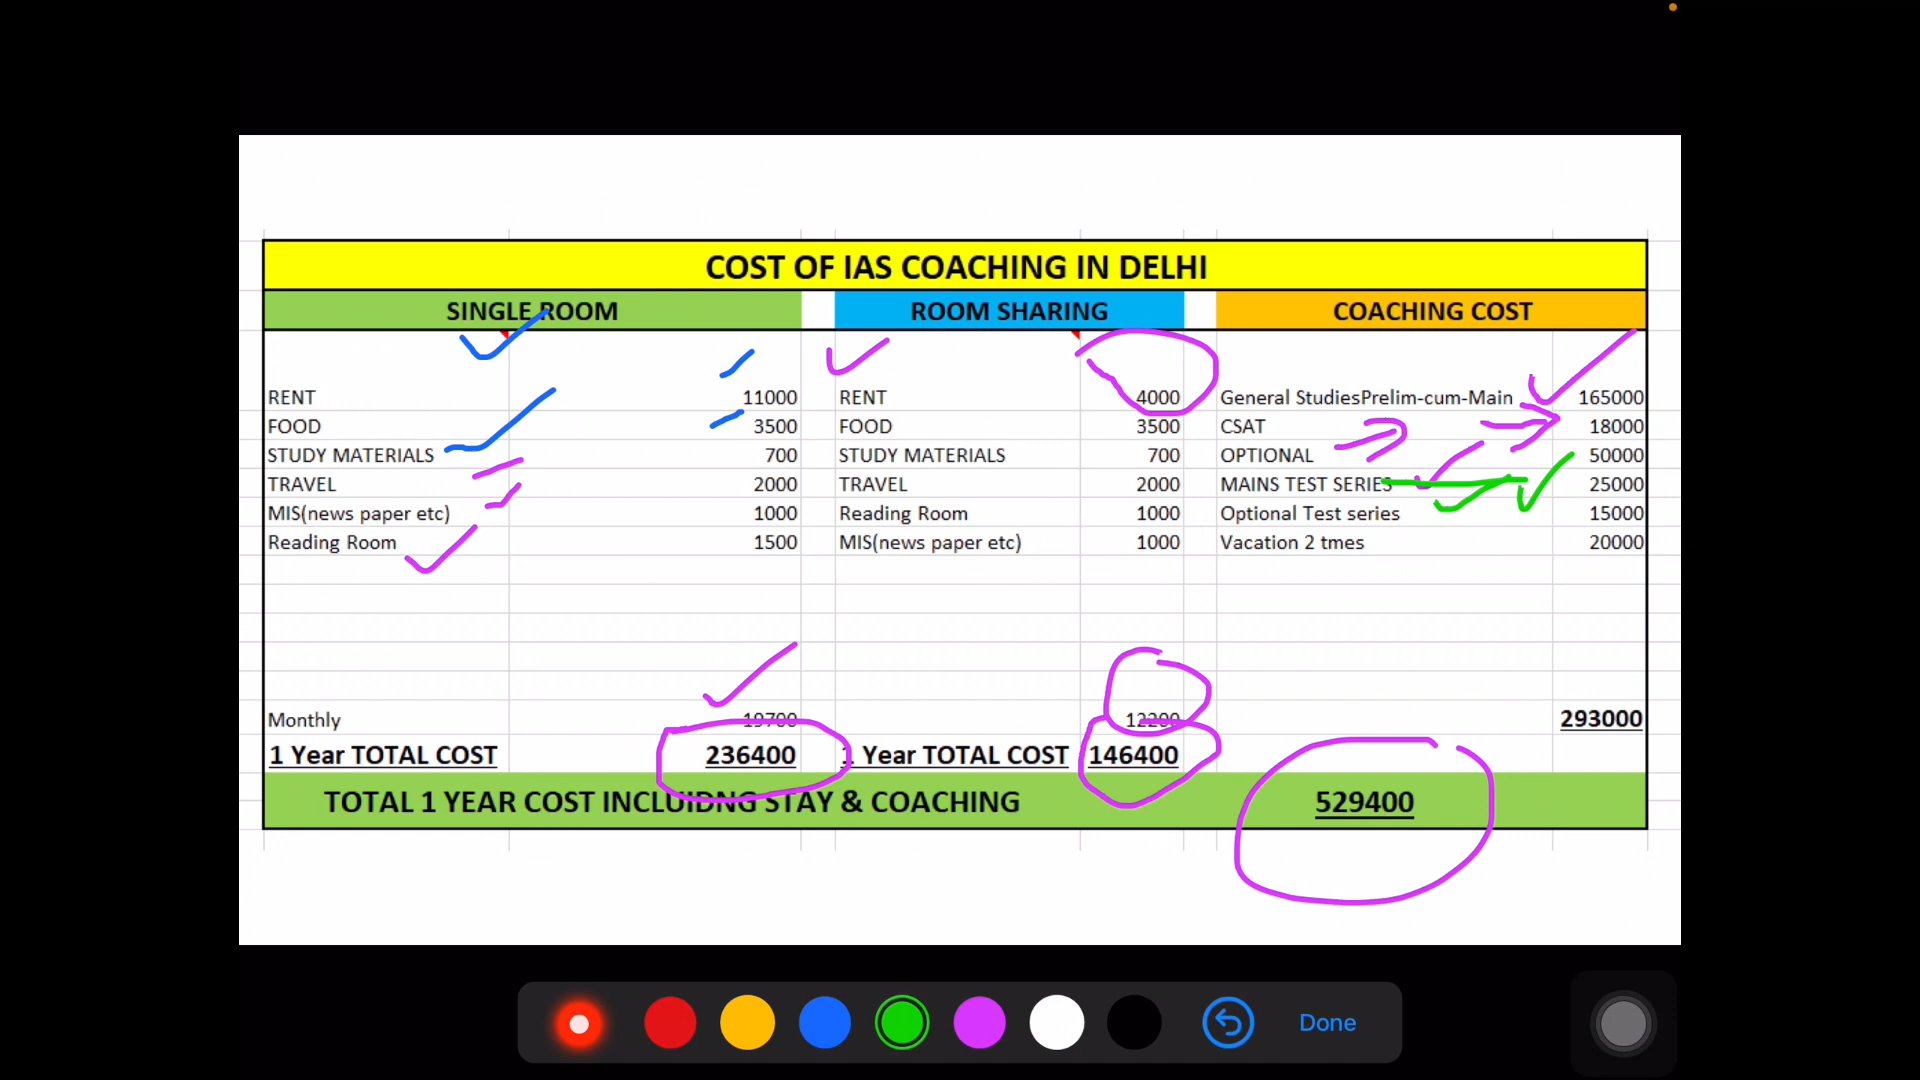 COST OF IAS COACHING IN DELHI
SINGLE ROOM ROOM SHARING COACHING COST
RENT 11000 RENT 4000 General StudiesPrelim-cum-Main 165000
FOOD 3500 FOOD 3500 CSAT 18000
STUDY MATERIALS 700 STUDY MATERIALS 700 OPTIONAL 50000
TRAVEL 2000 TRAVEL 2000 MAINS TEST SERIES 25000
MIS(news paper etc) 1000 Reading Room 1000 Optional Test series 15000
Reading Room 1500 MIS(news paper etc) 1000 Vacation 2 tmes 20000
Monthly 19700 12200 293000
1 Year TOTAL COST 236400 1 Year TOTAL COST 146400
TOTAL 1 YEAR COST INCLUIDNG STAY & COACHING 529400
Done